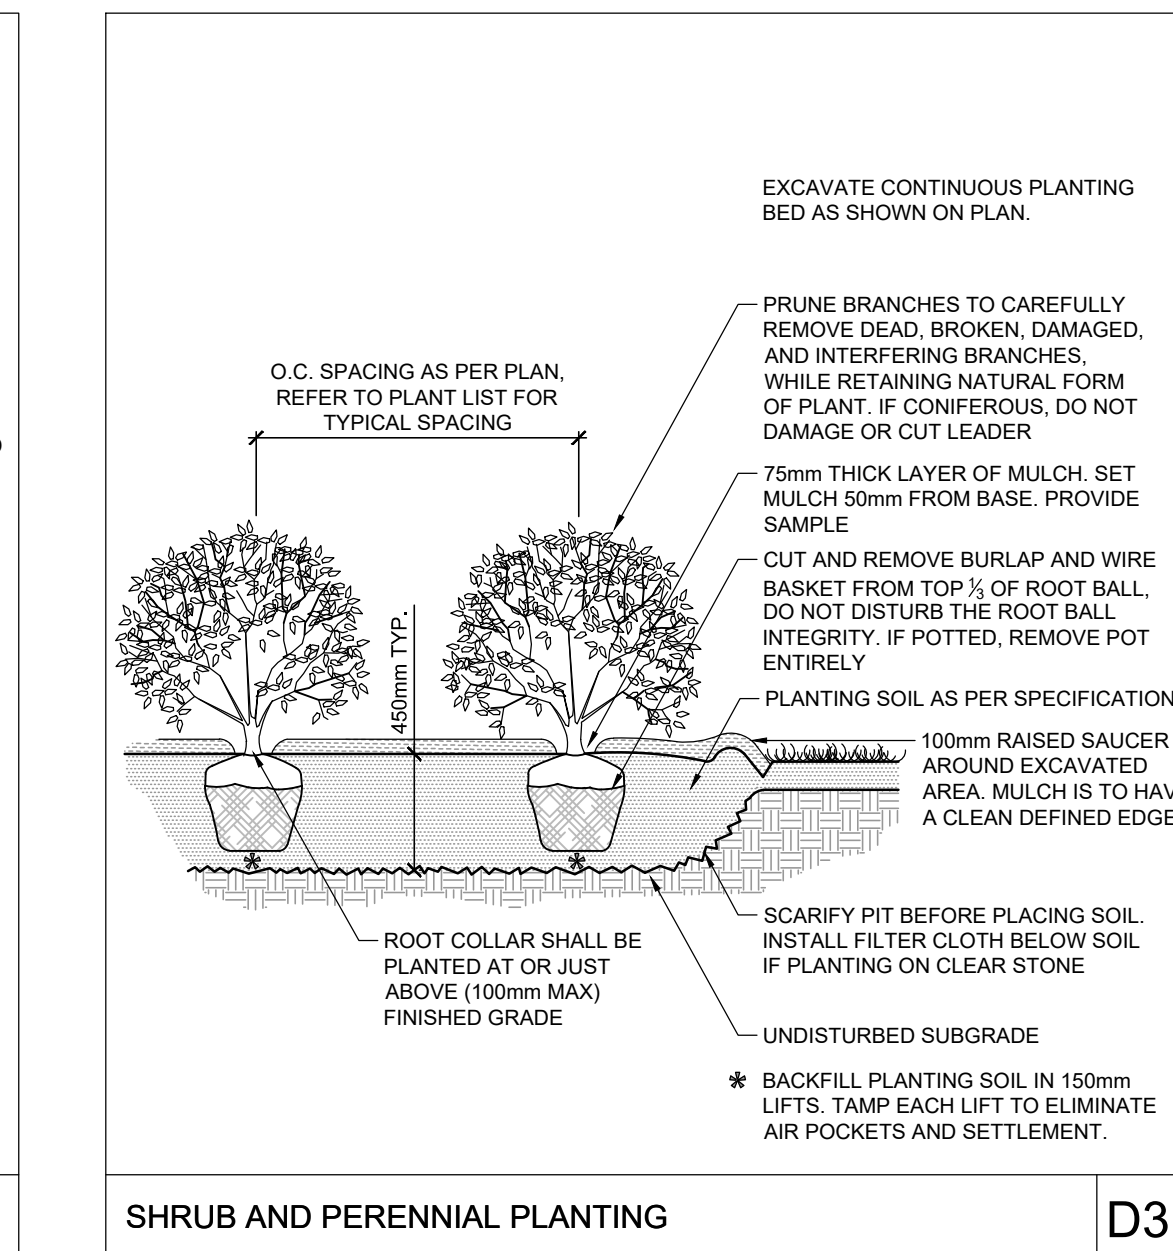 EXCAVATE CONTINUOUS PLANTING
BED AS SHOWN ON PLAN.
PRUNE BRANCHES TO CAREFULLY
REMOVE DEAD, BROKEN, DAMAGED,
AND INTERFERING BRANCHES,
WHILE RETAINING NATURAL FORM
OF PLANT. IF CONIFEROUS, DO NOT
DAMAGE OR CUT LEADER
O.C. SPACING AS PER PLAN,
REFER TO PLANT LIST FOR
TYPICAL SPACING
75mm THICK LAYER OF MULCH. SET
MULCH 50mm FROM BASE. PROVIDE
SAMPLE
CUT AND REMOVE BURLAP AND WIRE
BASKET FROM TOP ⅓ OF ROOT BALL,
DO NOT DISTURB THE ROOT BALL
INTEGRITY. IF POTTED, REMOVE POT
ENTIRELY
450mm TYP.
PLANTING SOIL AS PER SPECIFICATION
100mm RAISED SAUCER
AROUND EXCAVATED
AREA. MULCH IS TO HAV
A CLEAN DEFINED EDGE
SCARIFY PIT BEFORE PLACING SOIL.
INSTALL FILTER CLOTH BELOW SOIL
IF PLANTING ON CLEAR STONE
ROOT COLLAR SHALL BE
PLANTED AT OR JUST
ABOVE (100mm MAX)
FINISHED GRADE
UNDISTURBED SUBGRADE
* BACKFILL PLANTING SOIL IN 150mm
LIFTS. TAMP EACH LIFT TO ELIMINATE
AIR POCKETS AND SETTLEMENT.
SHRUB AND PERENNIAL PLANTING
D3